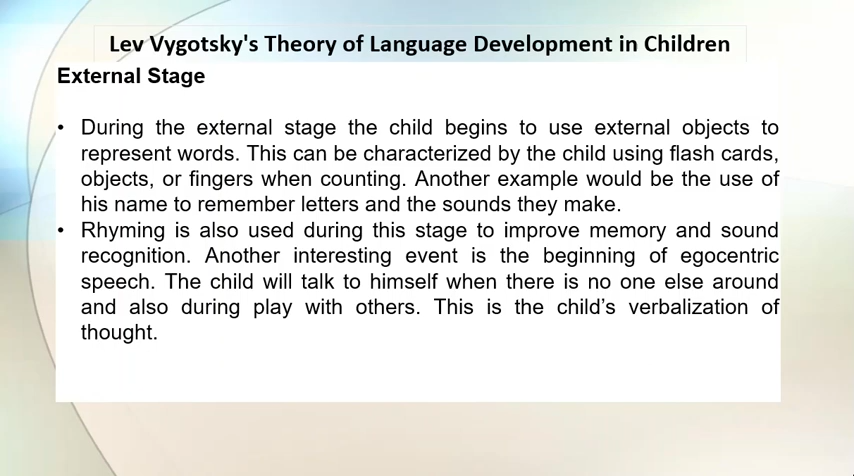 Lev Vygotsky's Theory of Language Development in Children
External Stage
• During the external stage the child begins to use external objects to
represent words. This can be characterized by the child using flash cards,
objects, or fingers when counting. Another example would be the use of
his name to remember letters and the sounds they make.
• Rhyming is also used during this stage to improve memory and sound
recognition. Another interesting event is the beginning of egocentric
speech. The child will talk to himself when there is no one else around
and also during play with others. This is the child’s verbalization of
thought.